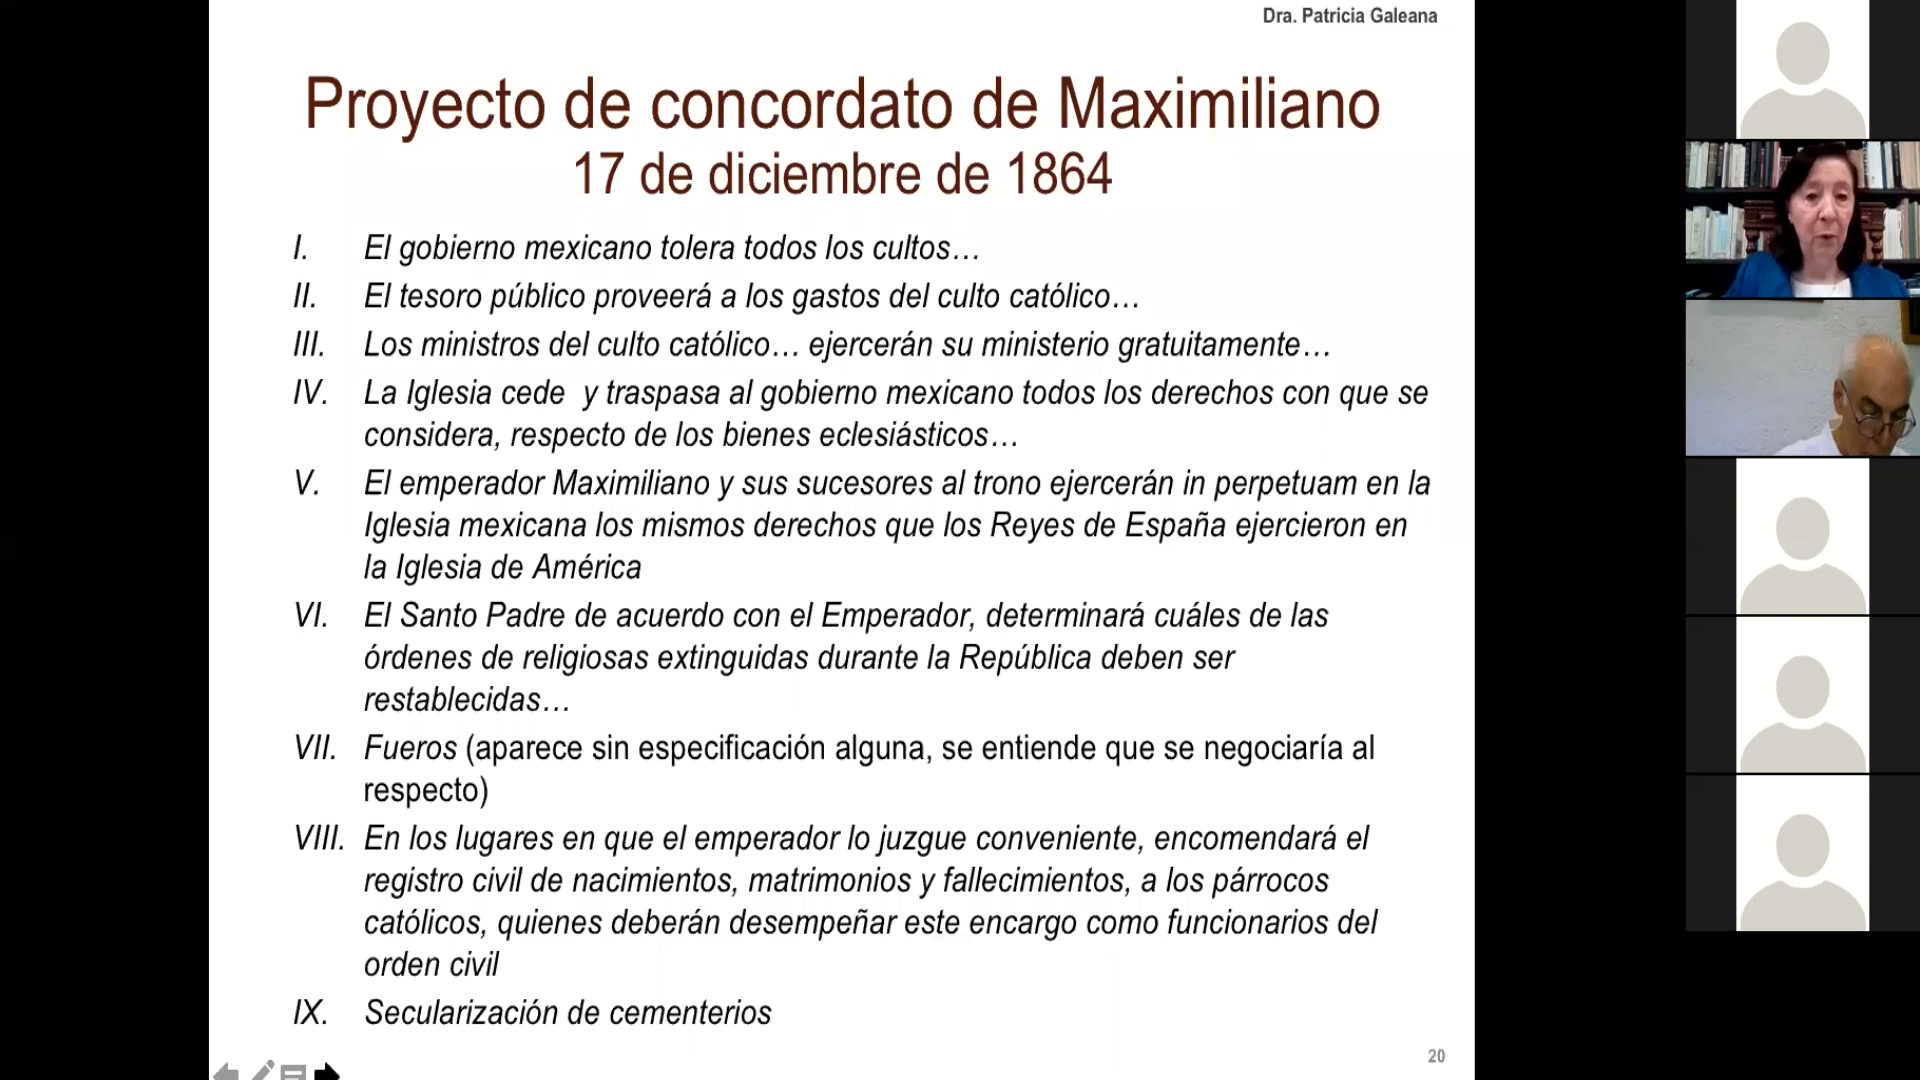 Dra. Patricia Galeana
Proyecto de concordato de Maximiliano
17 de diciembre de 1864
I. El gobierno mexicano tolera todos los cultos…
II. El tesoro público proveerá a los gastos del culto católico…
III. Los ministros del culto católico… ejercerán su ministerio gratuitamente…
IV. La Iglesia cede y traspasa al gobierno mexicano todos los derechos con que se
considera, respecto de los bienes eclesiásticos…
V. El emperador Maximiliano y sus sucesores al trono ejercerán in perpetuam en la
Iglesia mexicana los mismos derechos que los Reyes de España ejercieron en
la Iglesia de América
VI. El Santo Padre de acuerdo con el Emperador, determinará cuáles de las
órdenes de religiosas extinguidas durante la República deben ser
restablecidas…
VII. Fueros (aparece sin especificación alguna, se entiende que se negociaría al
respecto)
VIII. En los lugares en que el emperador lo juzgue conveniente, encomendará el
registro civil de nacimientos, matrimonios y fallecimientos, a los párrocos
católicos, quienes deberán desempeñar este encargo como funcionarios del
orden civil
IX. Secularización de cementerios
20